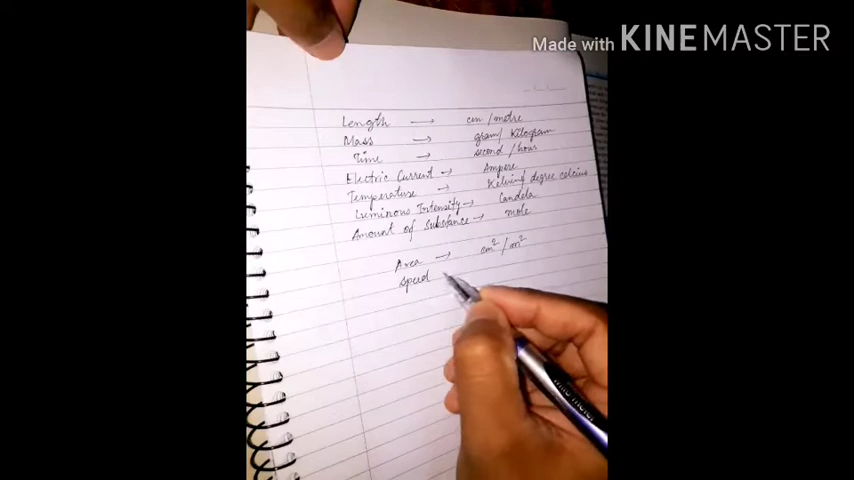 Made with KINEMASTER
Length → cm / metre
Mass → gram/ Kilogram
Time → second / hour
Electric Current → Ampere
Temperature → Kelvin/ degree celcius
Luminous Intensity → Candela
Amount of substance → mole
Area → cm² / m²
Speed